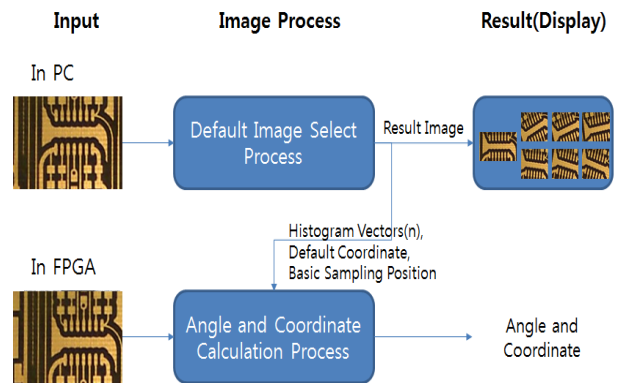 Input
Image Process
Result(Display)
In PC
Default Image Select
Process
Result Image
Histogram Vectors(n),
Default Coordinate,
Basic Sampling Position
In FPGA
Angle and Coordinate
Calculation Process
Angle and
Coordinate